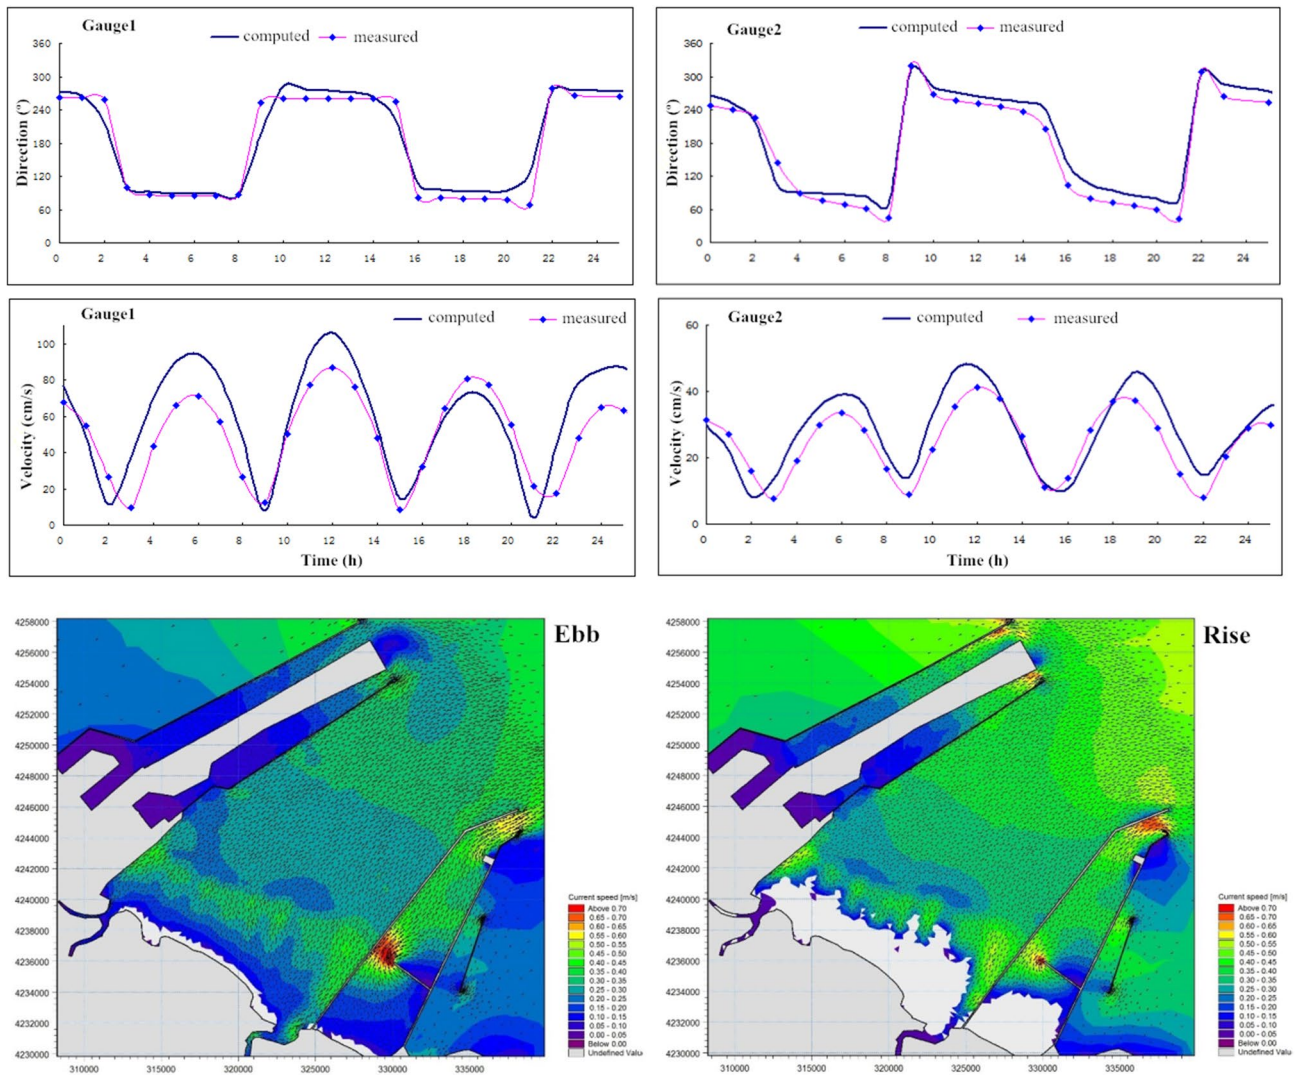 Gauge1
computed measured
Direction (°)
360
300
240
180
120
60
0
0 2 4 6 8 10 12 14 16 18 20 22 24
Gauge2
computed measured
Direction (°)
360
300
240
180
120
60
0
0 2 4 6 8 10 12 14 16 18 20 22 24
Gauge1
computed measured
Velocity (cm/s)
100
80
60
40
20
0
0 2 4 6 8 10 12 14 16 18 20 22 24
Time (h)
Gauge2
computed measured
Velocity (cm/s)
60
40
20
0
0 2 4 6 8 10 12 14 16 18 20 22 24
Time (h)
Ebb
4258000
4256000
4254000
4252000
4250000
4248000
4246000
4244000
4242000
4240000
4238000
4236000
4234000
4232000
4230000
310000 315000 320000 325000 330000 335000
Current speed [m/s]
Above 0.70
0.65 - 0.70
0.60 - 0.65
0.55 - 0.60
0.50 - 0.55
0.45 - 0.50
0.40 - 0.45
0.35 - 0.40
0.30 - 0.35
0.25 - 0.30
0.20 - 0.25
0.15 - 0.20
0.10 - 0.15
0.05 - 0.10
0.00 - 0.05
Below 0.00
Undefined Valu
Rise
4258000
4256000
4254000
4252000
4250000
4248000
4246000
4244000
4242000
4240000
4238000
4236000
4234000
4232000
4230000
310000 315000 320000 325000 330000 335000
Current speed [m/s]
Above 0.70
0.65 - 0.70
0.60 - 0.65
0.55 - 0.60
0.50 - 0.55
0.45 - 0.50
0.40 - 0.45
0.35 - 0.40
0.30 - 0.35
0.25 - 0.30
0.20 - 0.25
0.15 - 0.20
0.10 - 0.15
0.05 - 0.10
0.00 - 0.05
Below 0.00
Undefined Valu